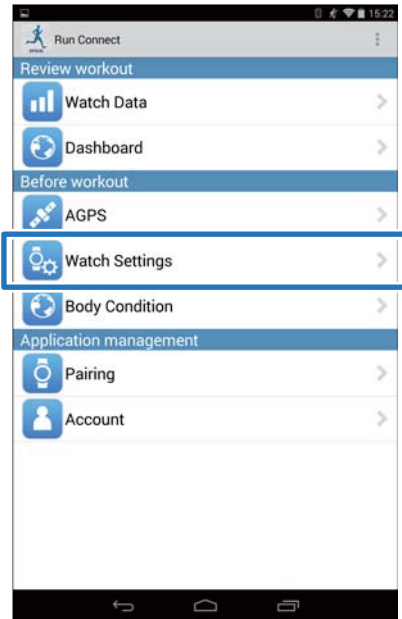 15:22
Run Connect
Review workout
Watch Data
Dashboard
Before workout
AGPS
Watch Settings
Body Condition
Application management
Pairing
Account